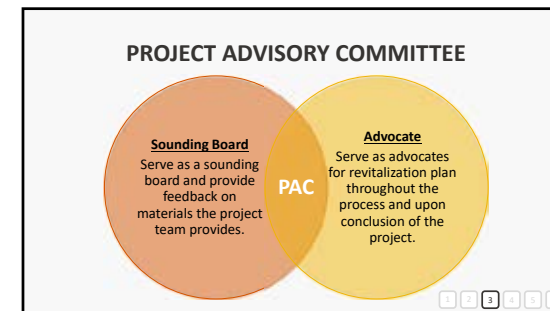 PROJECT ADVISORY COMMITTEE
Sounding Board
Serve as a sounding
board and provide
feedback on
materials the project
team provides.
PAC
Advocate
Serve as advocates
for revitalization plan
throughout the
process and upon
conclusion of the
project.
1 2 3 4 5